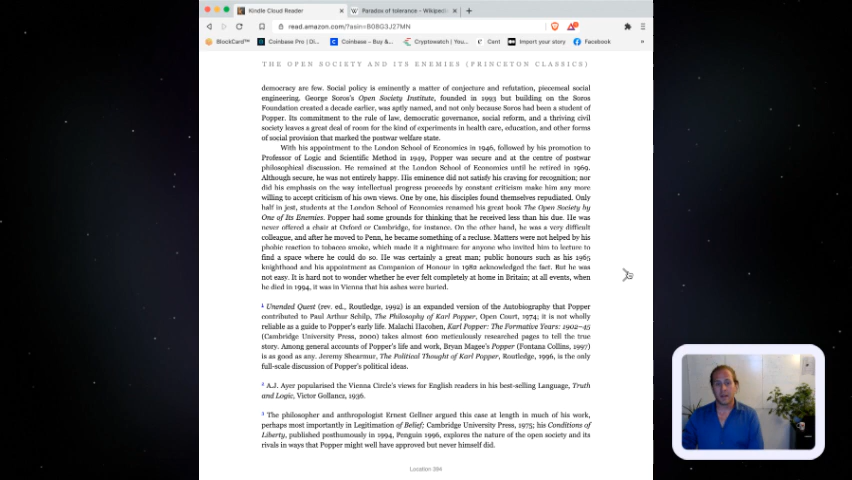 Kindle Cloud Reader
Paradox of tolerance - Wikiped
read.amazon.com/?asin=B08G3J27MN
BlockCard™
Coinbase Pro | Di...
Coinbase – Buy &...
Cryptowatch | You...
Cent
Import your story
Facebook
THE OPEN SOCIETY AND ITS ENEMIES (PRINCETON CLASSICS)
democracy are few. Social policy is eminently a matter of conjecture and refutation, piecemeal social
engineering. George Soros's Open Society Institute, founded in 1993 but building on the Soros
Foundation created a decade earlier, was aptly named, and not only because Soros had been a student of
Popper. Its commitment to the rule of law, democratic governance, social reform, and a thriving civil
society leaves a great deal of room for the kind of experiments in health care, education, and other forms
of social provision that marked the postwar welfare state.
With his appointment to the London School of Economics in 1946, followed by his promotion to
Professor of Logic and Scientific Method in 1949, Popper was secure and at the centre of postwar
philosophical discussion. He remained at the London School of Economics until he retired in 1969.
Although secure, he was not entirely happy. His eminence did not satisfy his craving for recognition; nor
did his emphasis on the way intellectual progress proceeds by constant criticism make him any more
willing to accept criticism of his own views. One by one, his disciples found themselves repudiated. Only
half in jest, students at the London School of Economics renamed his great book The Open Society by
One of Its Enemies. Popper had some grounds for thinking that he received less than his due. He was
never offered a chair at Oxford or Cambridge, for instance. On the other hand, he was a very difficult
colleague, and after he moved to Penn, he became something of a recluse. Matters were not helped by his
phobic reaction to tobacco smoke, which made it a nightmare for anyone who invited him to lecture to
find a space where he could do so. He was certainly a great man; public honours such as his 1965
knighthood and his appointment as Companion of Honour in 1982 acknowledged the fact. But he was
not easy. It is hard not to wonder whether he ever felt completely at home in Britain; at all events, when
he died in 1994, it was in Vienna that his ashes were buried.
1 Unended Quest (rev. ed., Routledge, 1992) is an expanded version of the Autobiography that Popper
contributed to Paul Arthur Schilp, The Philosophy of Karl Popper, Open Court, 1974; it is not wholly
reliable as a guide to Popper's early life. Malachi Hacohen, Karl Popper: The Formative Years: 1902–45
(Cambridge University Press, 2000) takes almost 600 meticulously researched pages to tell the true
story. Among general accounts of Popper's life and work, Bryan Magee's Popper (Fontana Collins, 1997)
is as good as any. Jeremy Shearmur, The Political Thought of Karl Popper, Routledge, 1996, is the only
full-scale discussion of Popper's political ideas.
2 A.J. Ayer popularised the Vienna Circle's views for English readers in his best-selling Language, Truth
and Logic, Victor Gollancz, 1936.
3 The philosopher and anthropologist Ernest Gellner argued this case at length in much of his work,
perhaps most importantly in Legitimation of Belief; Cambridge University Press, 1975; his Conditions of
Liberty, published posthumously in 1994, Penguin 1996, explores the nature of the open society and its
rivals in ways that Popper might well have approved but never himself did.
Location 394